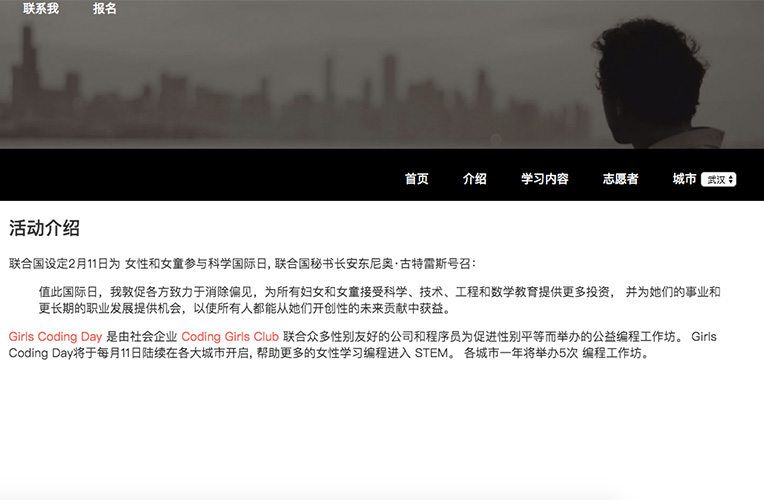 联系我 报名
首页 介绍 学习内容 志愿者 城市 武汉
活动介绍
联合国设定2月11日为 女性和女童参与科学国际日, 联合国秘书长安东尼奥·古特雷斯号召：
值此国际日，我敦促各方致力于消除偏见，为所有妇女和女童接受科学、技术、工程和数学教育提供更多投资， 并为她们的事业和
更长期的职业发展提供机会，以使所有人都能从她们开创性的未来贡献中获益。
Girls Coding Day 是由社会企业 Coding Girls Club 联合众多性别友好的公司和程序员为促进性别平等而举办的公益编程工作坊。 Girls
Coding Day将于每月11日陆续在各大城市开启, 帮助更多的女性学习编程进入 STEM。 各城市一年将举办5次 编程工作坊。